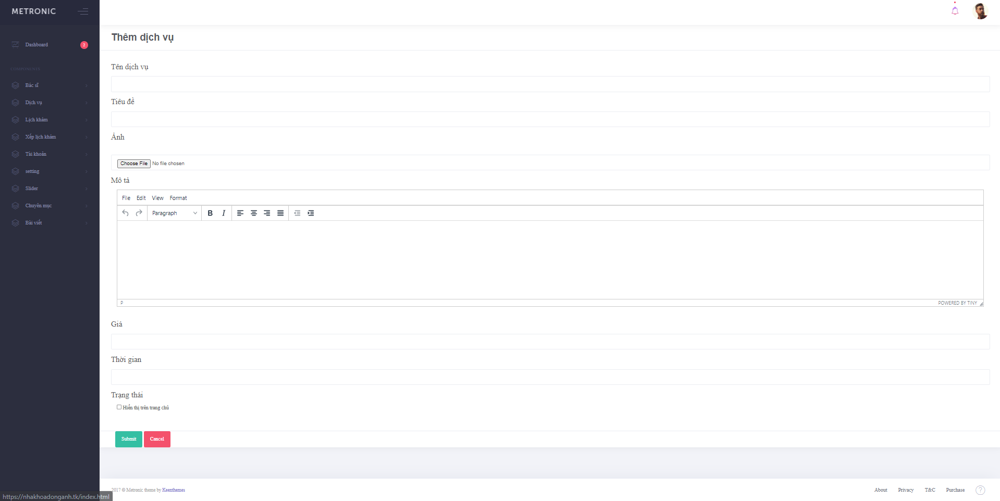 METRONIC
Dashboard 2
COMPONENTS
Bác sĩ
Dịch vụ
Lịch khám
Xếp lịch khám
Tài khoản
setting
Slider
Chuyên mục
Bài viết
Thêm dịch vụ
Tên dịch vụ
Tiêu đề
Ảnh
Choose File No file chosen
Mô tả
File Edit View Format
Paragraph B I
P POWERED BY TINY
Giá
Thời gian
Trạng thái
Hiển thị trên trang chủ
Submit Cancel
2017 © Metronic theme by Keenthemes
About Privacy T&C Purchase ?
https://nhakhoadonganh.tk/index.html